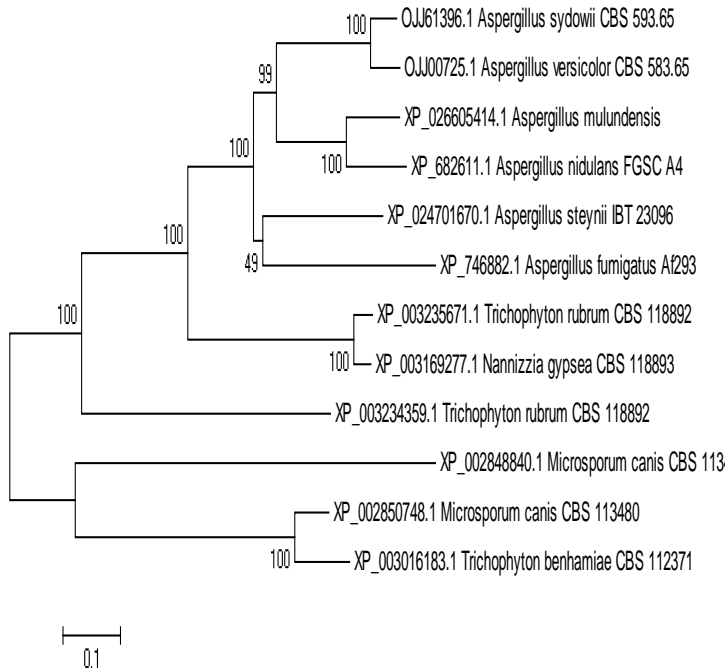 100 OJJ61396.1 Aspergillus sydowii CBS 593.65
99 OJJ00725.1 Aspergillus versicolor CBS 583.65
XP_026605414.1 Aspergillus mulundensis
100 100 XP_682611.1 Aspergillus nidulans FGSC A4
XP_024701670.1 Aspergillus steynii IBT 23096
100
49 XP_746882.1 Aspergillus fumigatus Af293
100 XP_003235671.1 Trichophyton rubrum CBS 118892
100 XP_003169277.1 Nannizzia gypsea CBS 118893
XP_003234359.1 Trichophyton rubrum CBS 118892
XP_002848840.1 Microsporum canis CBS 113
XP_002850748.1 Microsporum canis CBS 113480
100 XP_003016183.1 Trichophyton benhamiae CBS 112371
0.1